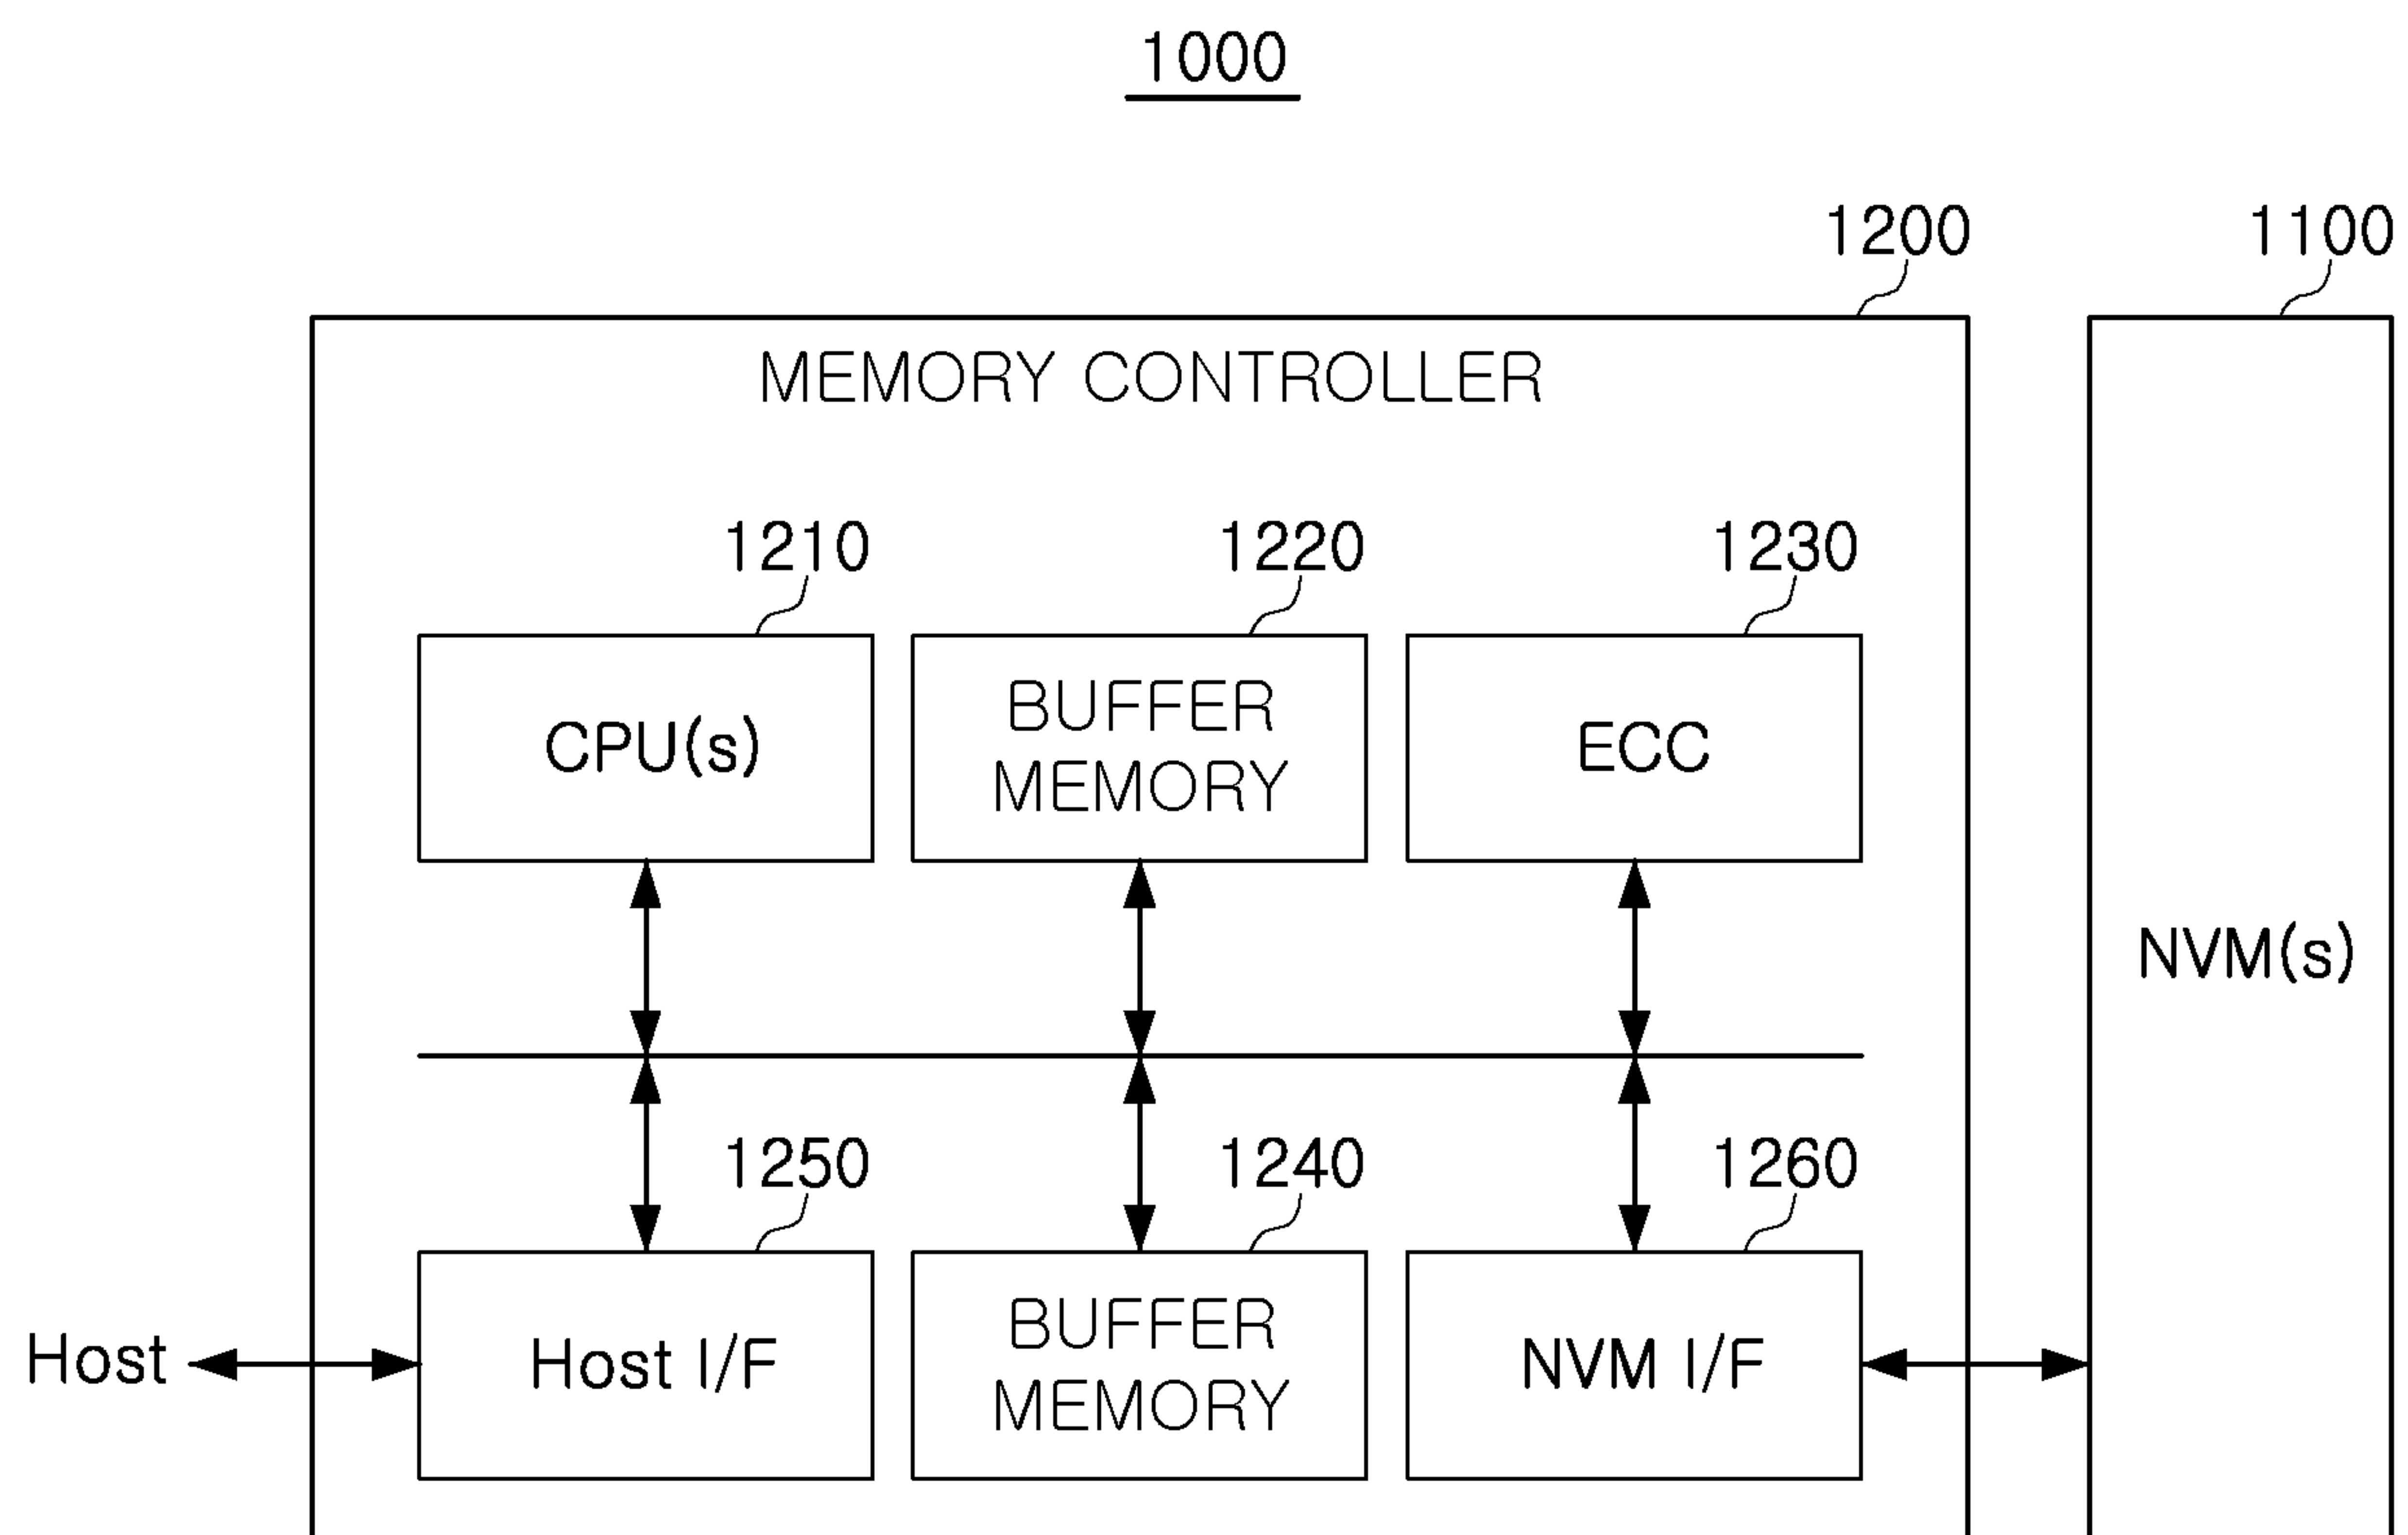 1000
1200
1100
MEMORY CONTROLLER
1210
1220
1230
CPU(s)
BUFFER
MEMORY
ECC
NVM(s)
1250
1240
1260
Host
Host I/F
BUFFER
MEMORY
NVM I/F